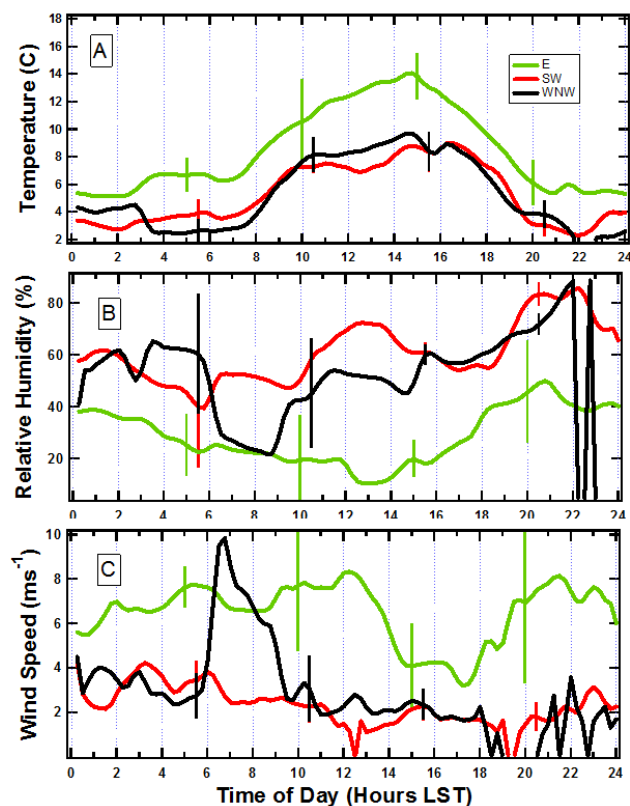 A
E
SW
WNW
Temperature (C)
18
16
14
12
10
8
6
4
2
0 2 4 6 8 10 12 14 16 18 20 22 24
B
Relative Humidity (%)
80
60
40
20
0 2 4 6 8 10 12 14 16 18 20 22 24
C
Wind Speed (ms⁻¹)
10
8
6
4
2
0 2 4 6 8 10 12 14 16 18 20 22 24
Time of Day (Hours LST)